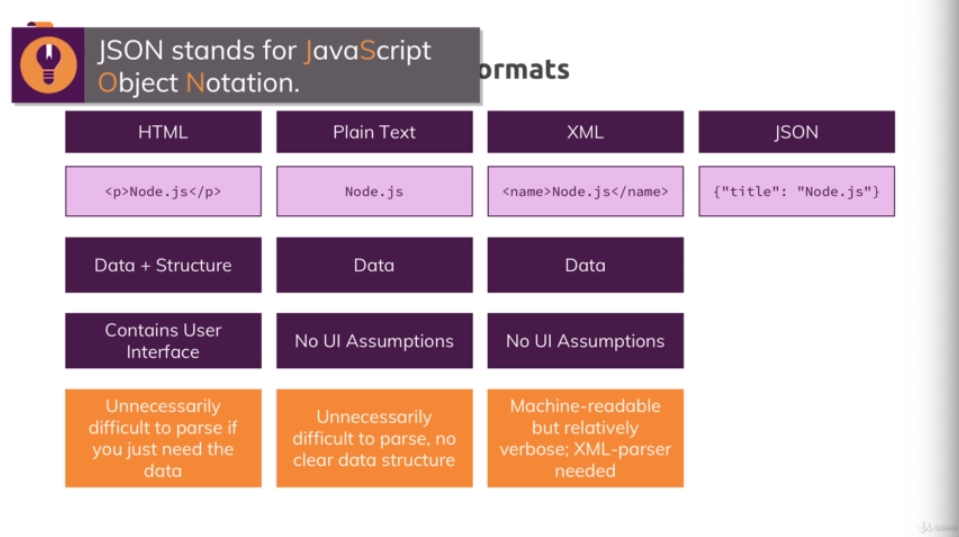 JSON stands for JavaScript
Object Notation.
ormats
HTML
Plain Text
XML
JSON
<p>Node.js</p>
Node.js
<name>Node.js</name>
{"title": "Node.js"}
Data + Structure
Data
Data
Contains User
Interface
No UI Assumptions
No UI Assumptions
Unnecessarily
difficult to parse if
you just need the
data
Unnecessarily
difficult to parse, no
clear data structure
Machine-readable
but relatively
verbose; XML-parser
needed
Udemy